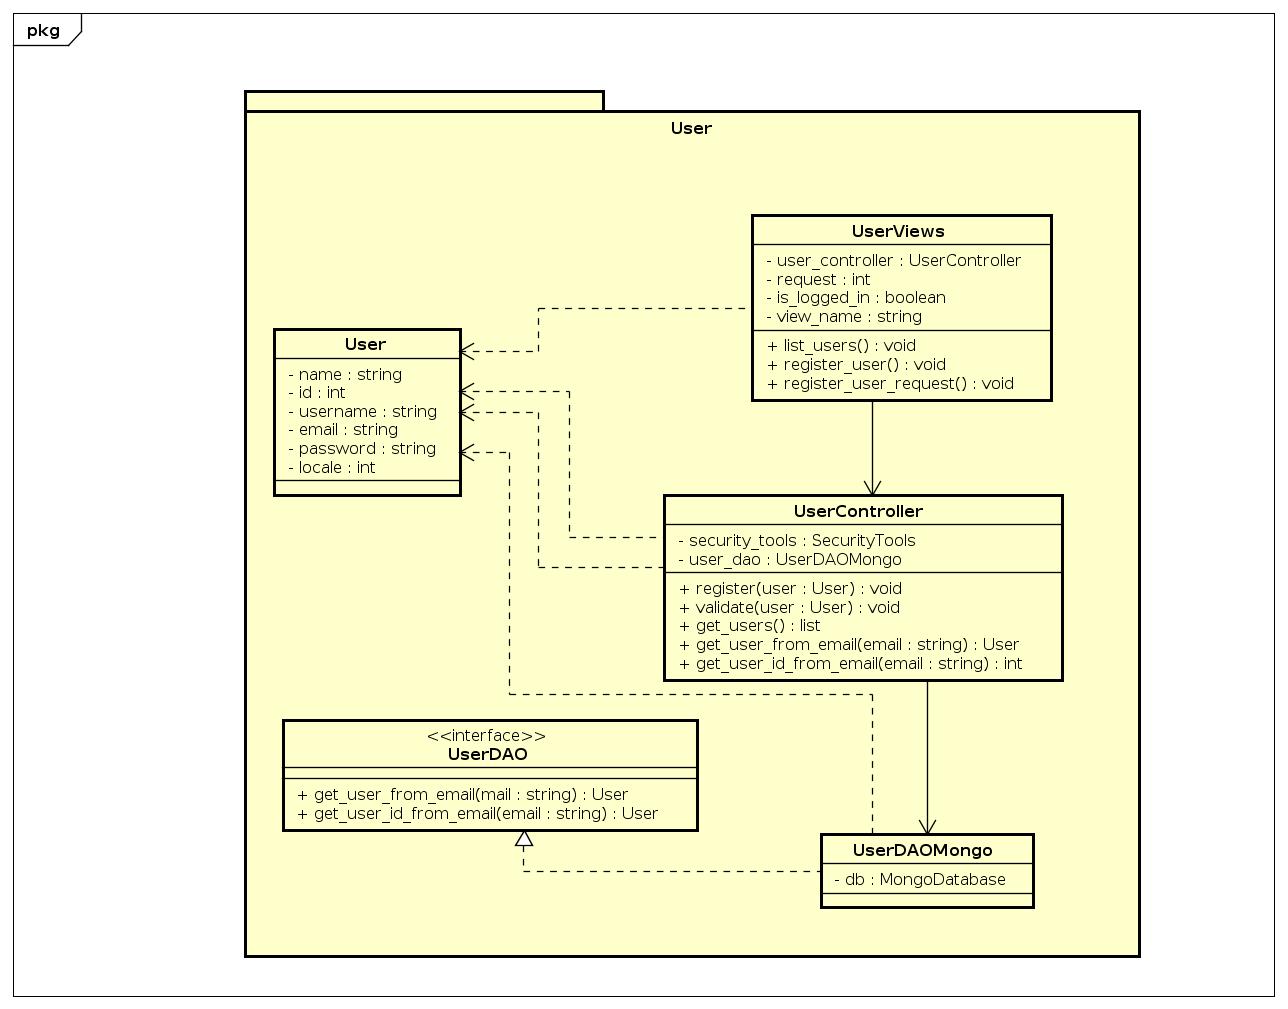 pkg
User
UserViews
- user_controller : UserController
- request : int
- is_logged_in : boolean
- view_name : string
+ list_users() : void
+ register_user() : void
+ register_user_request() : void
User
- name : string
- id : int
- username : string
- email : string
- password : string
- locale : int
UserController
- security_tools : SecurityTools
- user_dao : UserDAOMongo
+ register(user : User) : void
+ validate(user : User) : void
+ get_users() : list
+ get_user_from_email(email : string) : User
+ get_user_id_from_email(email : string) : int
<<interface>>
UserDAO
+ get_user_from_email(mail : string) : User
+ get_user_id_from_email(email : string) : User
UserDAOMongo
- db : MongoDatabase